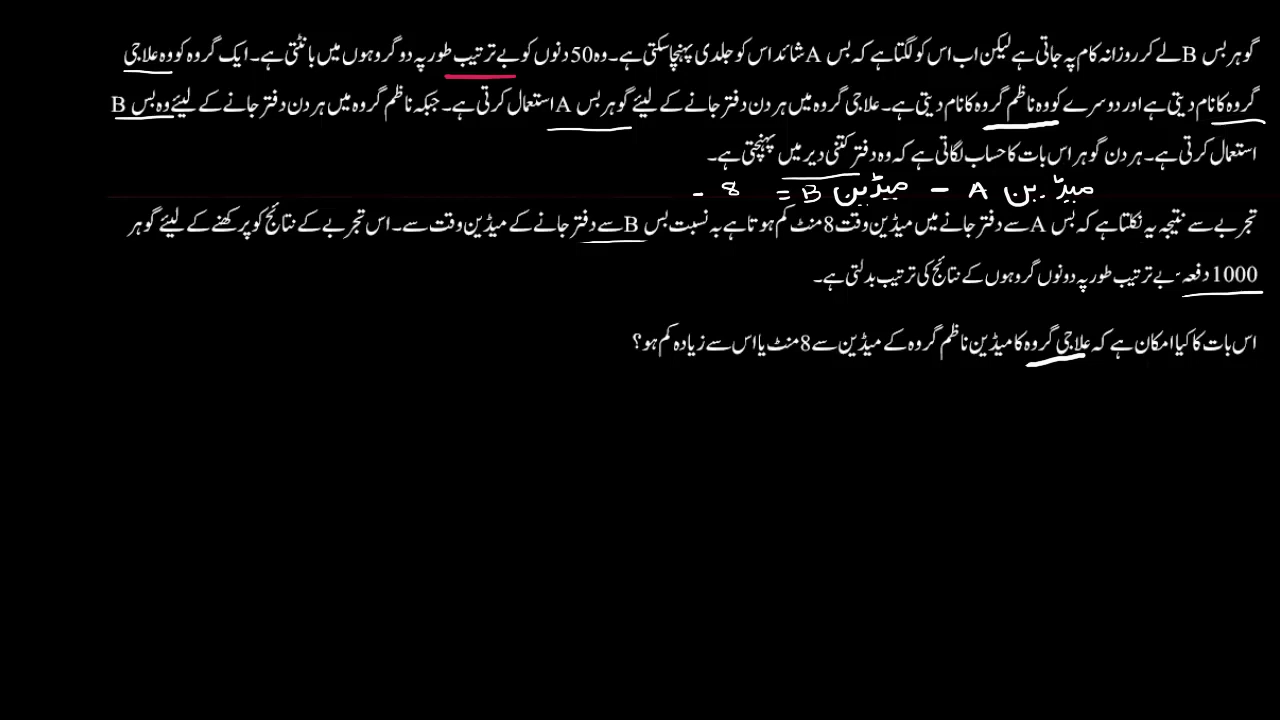 گوہر بس B لے کر روزانہ کام پہ جاتی ہے لیکن اب اس کو لگتا ہے کہ بس A شائد اس کو جلدی پہنچا سکتی ہے۔ وہ 50 دنوں کو بے ترتیب طور پہ دو گروہوں میں بانٹتی ہے۔ ایک گروہ کو وہ علاجی
گروہ کا نام دیتی ہے اور دوسرے کو وہ ناظم گروہ کا نام دیتی ہے۔ علاجی گروہ میں ہر دن دفتر جانے کے لیئے گوہر بس A استعمال کرتی ہے۔ جبکہ ناظم گروہ میں ہر دن دفتر جانے کے لیئے وہ بس B
استعمال کرتی ہے۔ ہر دن گوہر اس بات کا حساب لگاتی ہے کہ وہ دفتر کتنی دیر میں پہنچتی ہے۔
میڈین A − میڈین B = 8 -
تجربے سے نتیجہ یہ نکلتا ہے کہ بس A سے دفتر جانے میں میڈین وقت 8 منٹ کم ہوتا ہے بہ نسبت بس B سے دفتر جانے کے میڈین وقت سے۔ اس تجربے کے نتائج کو پرکھنے کے لیئے گوہر
1000 دفعہ بے ترتیب طور پہ دونوں گروہوں کے نتائج کی ترتیب بدلتی ہے۔
اس بات کا کیا امکان ہے کہ علاجی گروہ کا میڈین ناظم گروہ کے میڈین سے 8 منٹ یا اس سے زیادہ کم ہو؟